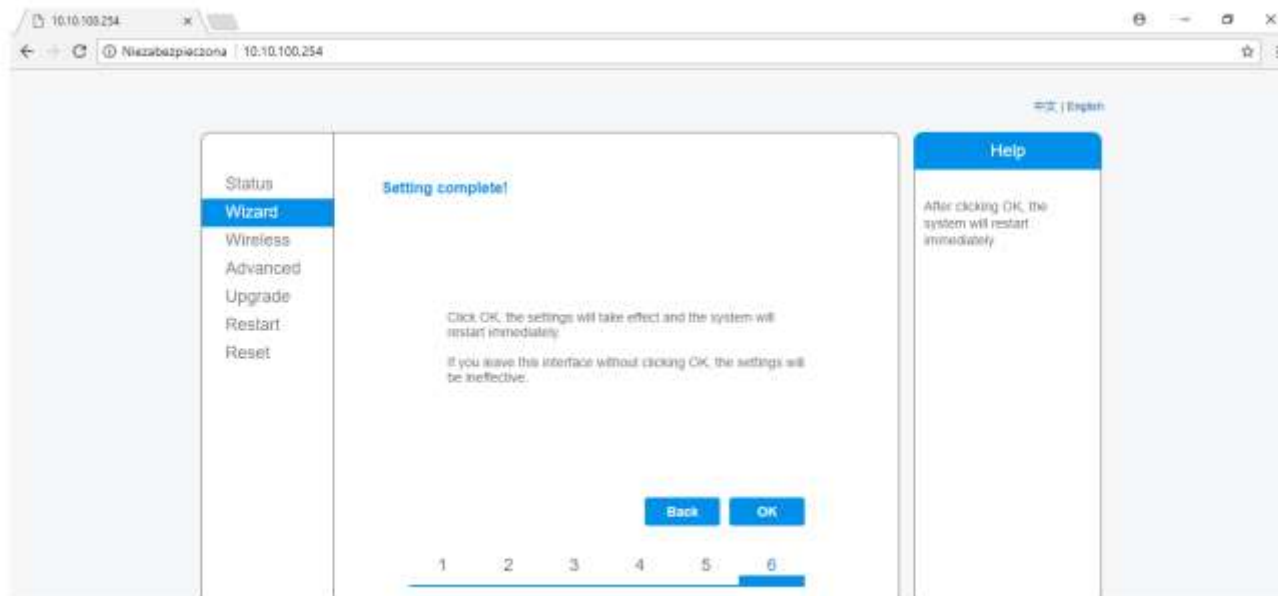 10.10.100.254
Niezabezpieczona | 10.10.100.254
中文 | English
Status
Wizard
Wireless
Advanced
Upgrade
Restart
Reset
Setting complete!
Click OK, the settings will take effect and the system will
restart immediately.
If you leave this interface without clicking OK, the settings will
be ineffective.
Back
OK
1 2 3 4 5 6
Help
After clicking OK, the
system will restart
immediately